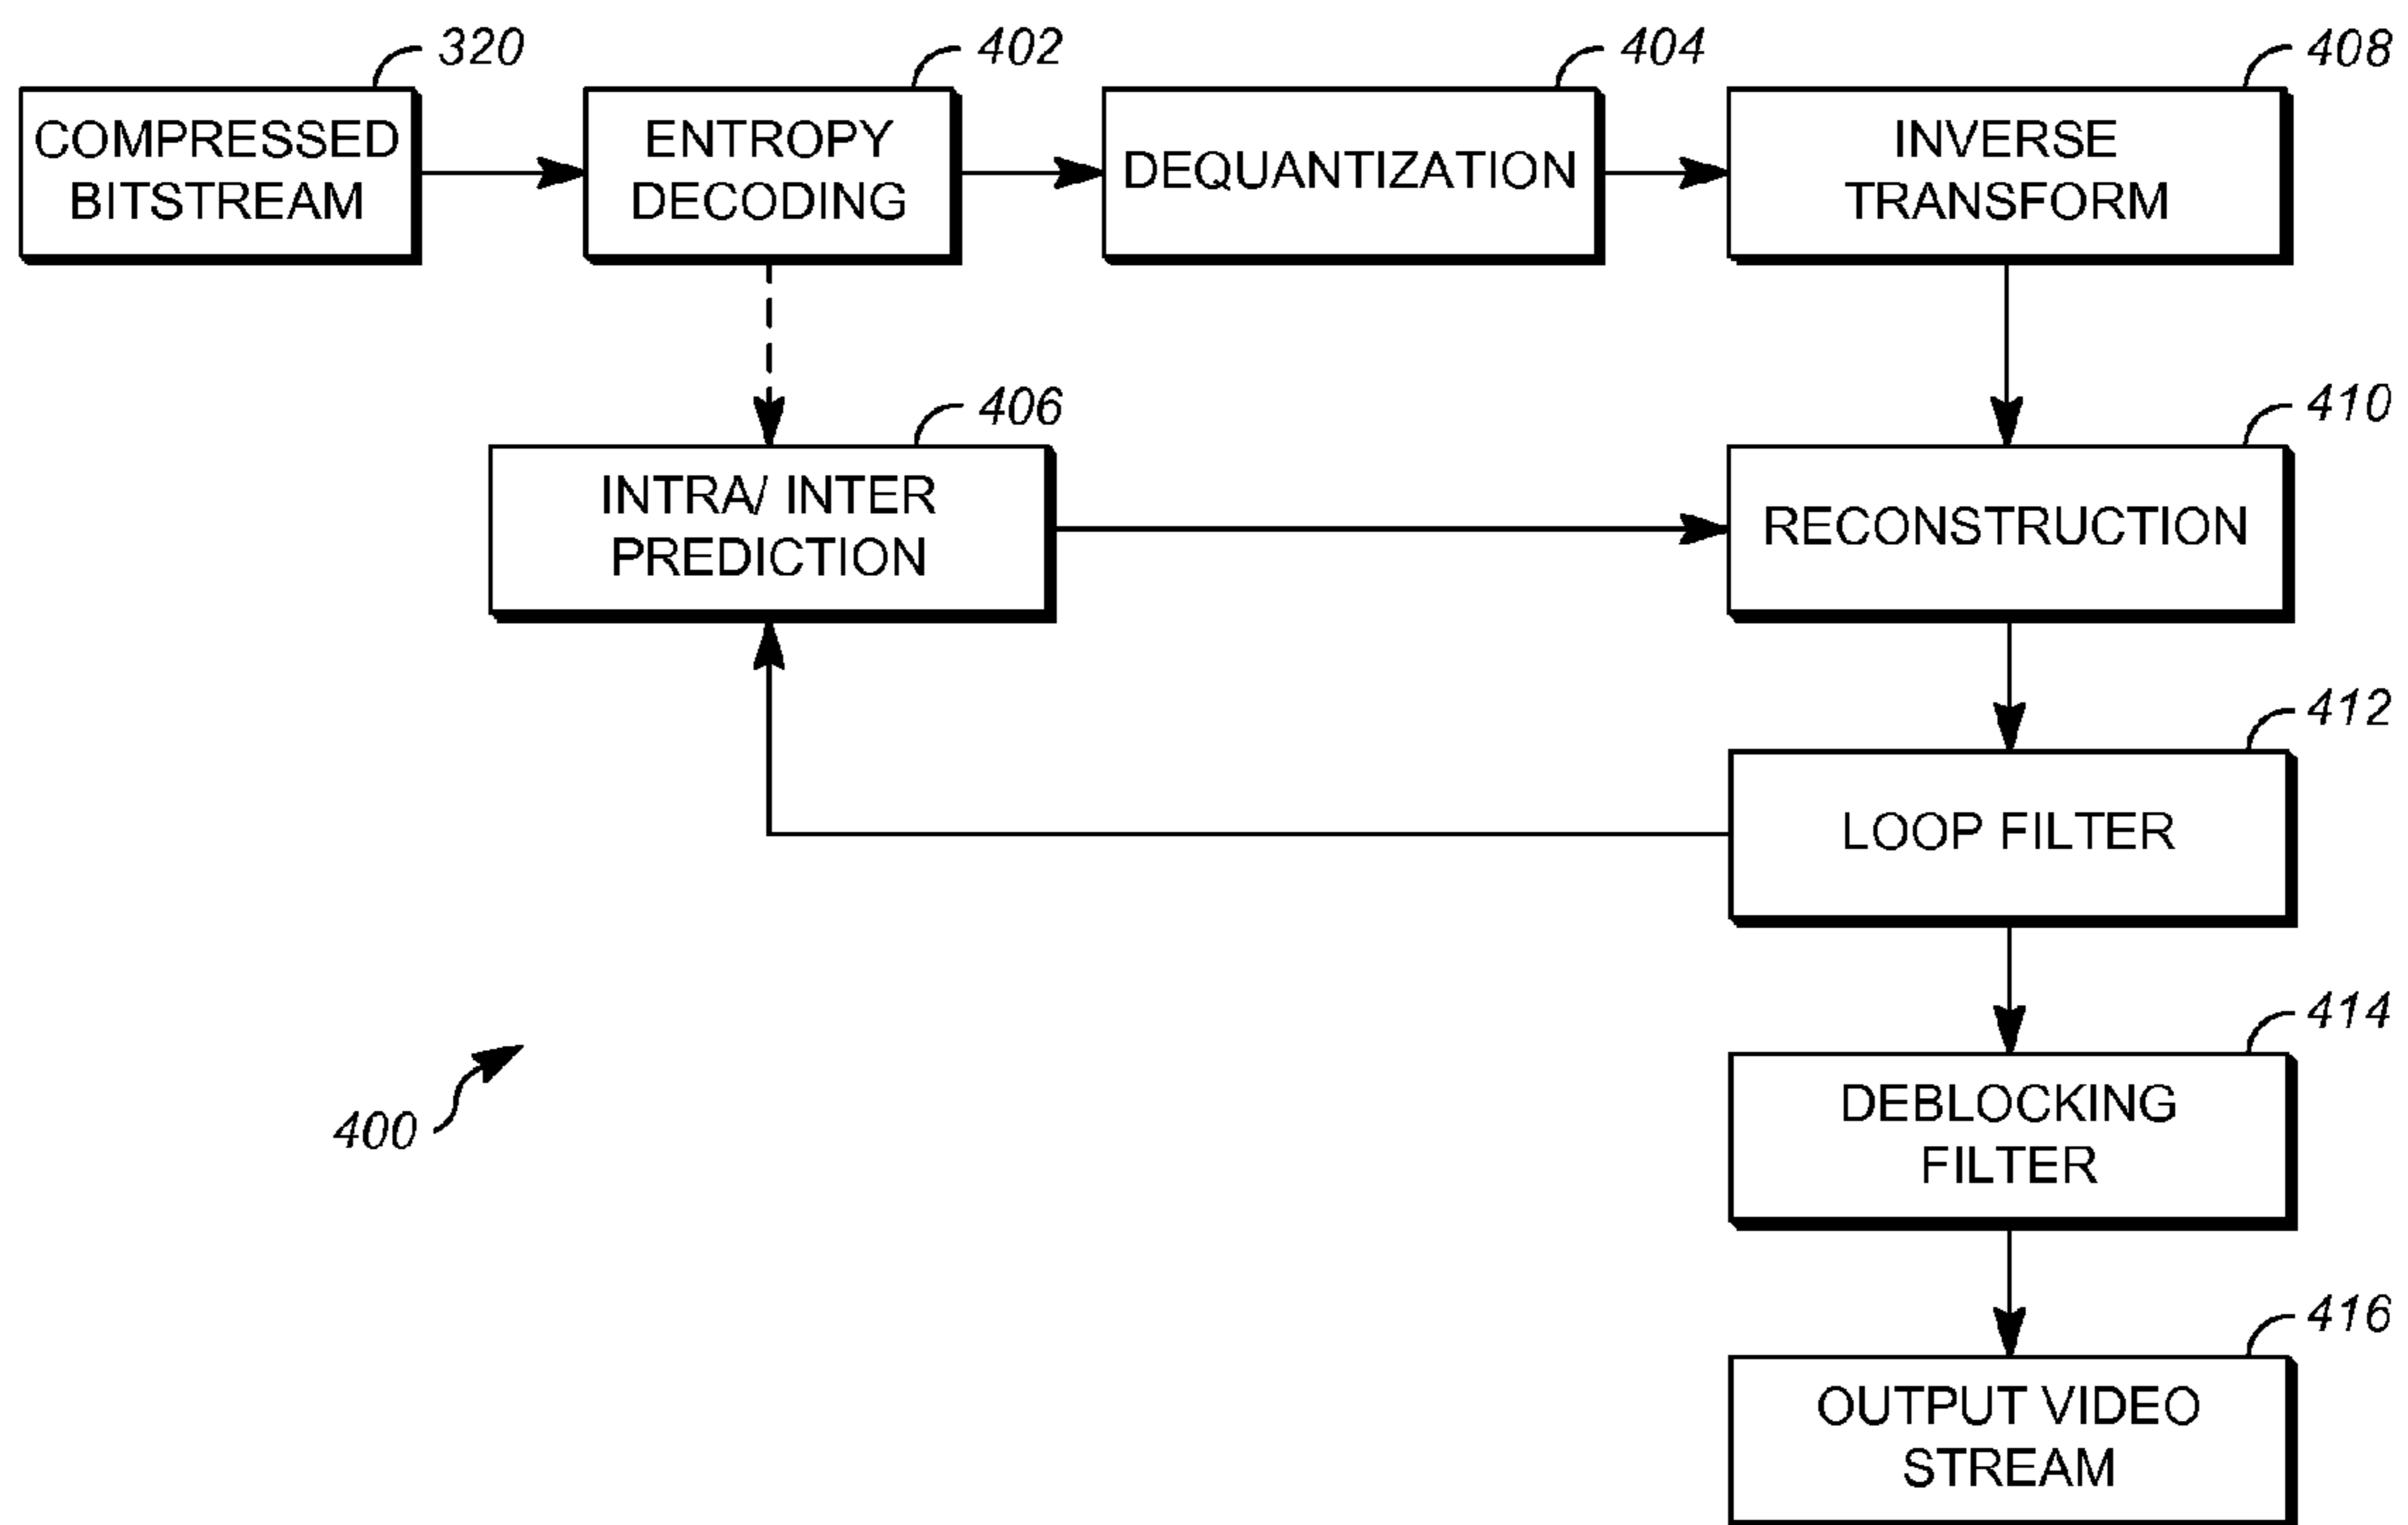 320
402
404
408
COMPRESSED
BITSTREAM
ENTROPY
DECODING
DEQUANTIZATION
INVERSE
TRANSFORM
406
410
INTRA/ INTER
PREDICTION
RECONSTRUCTION
412
LOOP FILTER
414
DEBLOCKING
FILTER
400
416
OUTPUT VIDEO
STREAM